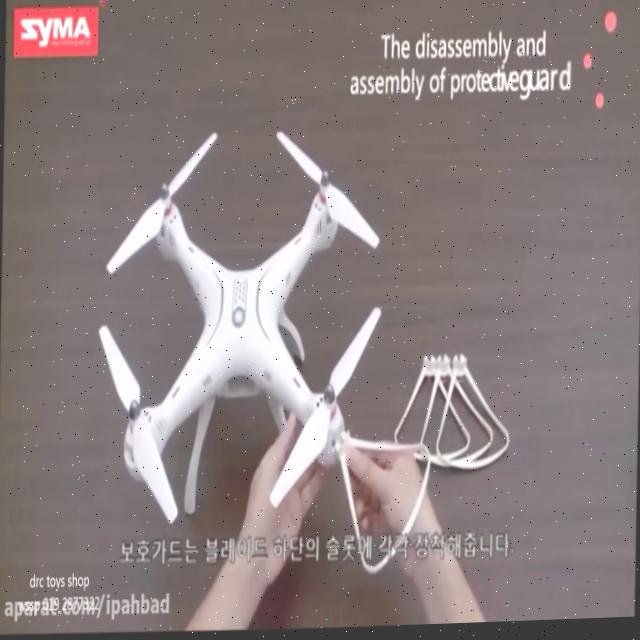 SYMA
The disassembly and
assembly of protectiveguard
보호가드는 블레이드 하단의 슬롯에 각각 장착해줍니다.
drc toys shop
aparat.com/ipahbad